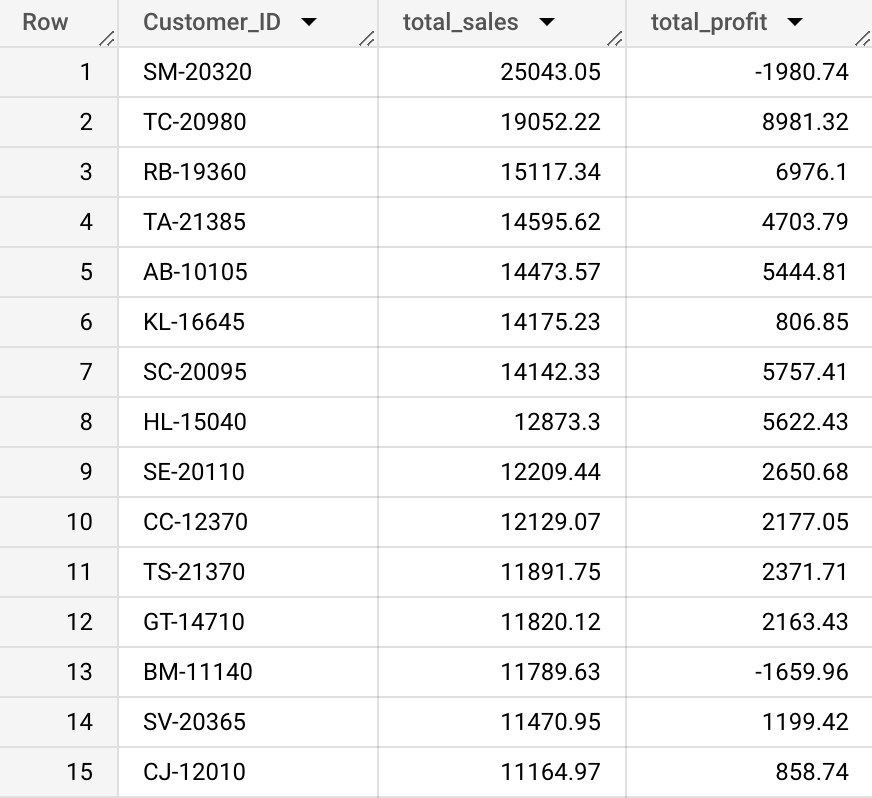 Row Customer_ID total_sales total_profit
1 SM-20320 25043.05 -1980.74
2 TC-20980 19052.22 8981.32
3 RB-19360 15117.34 6976.1
4 TA-21385 14595.62 4703.79
5 AB-10105 14473.57 5444.81
6 KL-16645 14175.23 806.85
7 SC-20095 14142.33 5757.41
8 HL-15040 12873.3 5622.43
9 SE-20110 12209.44 2650.68
10 CC-12370 12129.07 2177.05
11 TS-21370 11891.75 2371.71
12 GT-14710 11820.12 2163.43
13 BM-11140 11789.63 -1659.96
14 SV-20365 11470.95 1199.42
15 CJ-12010 11164.97 858.74